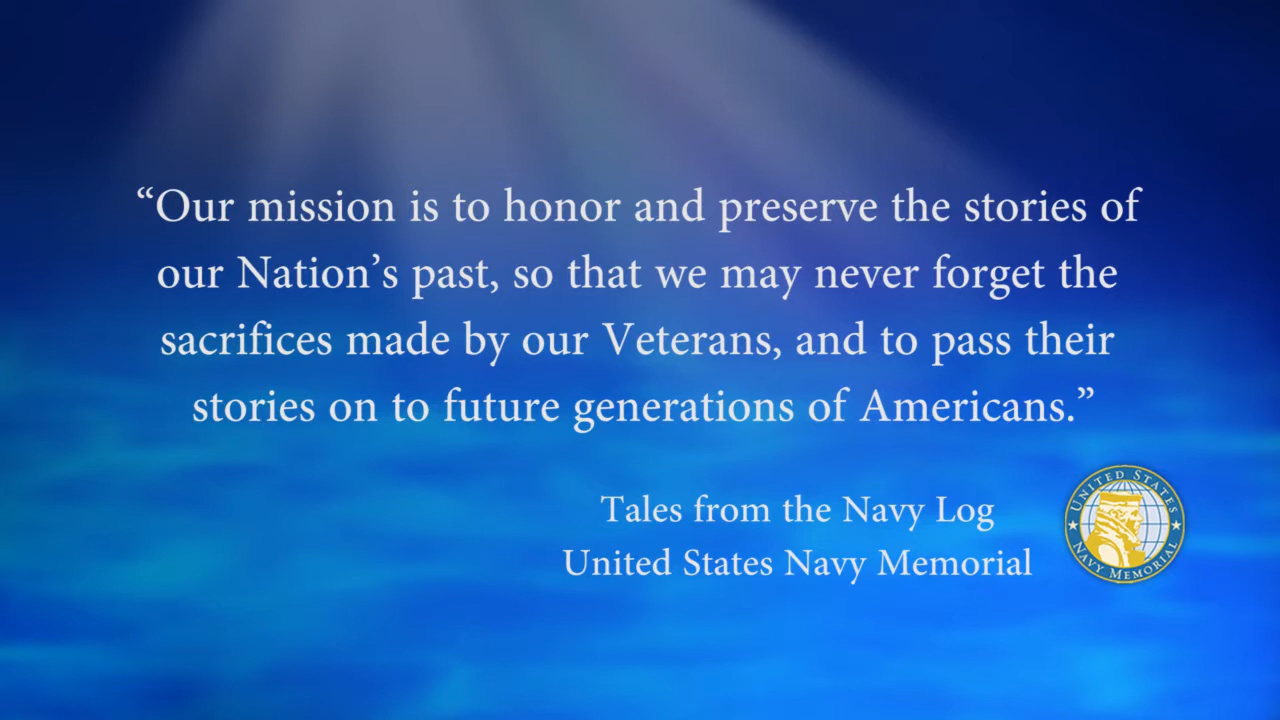 “Our mission is to honor and preserve the stories of
our Nation’s past, so that we may never forget the
sacrifices made by our Veterans, and to pass their
stories on to future generations of Americans.”
Tales from the Navy Log
United States Navy Memorial
UNITED STATES
NAVY MEMORIAL